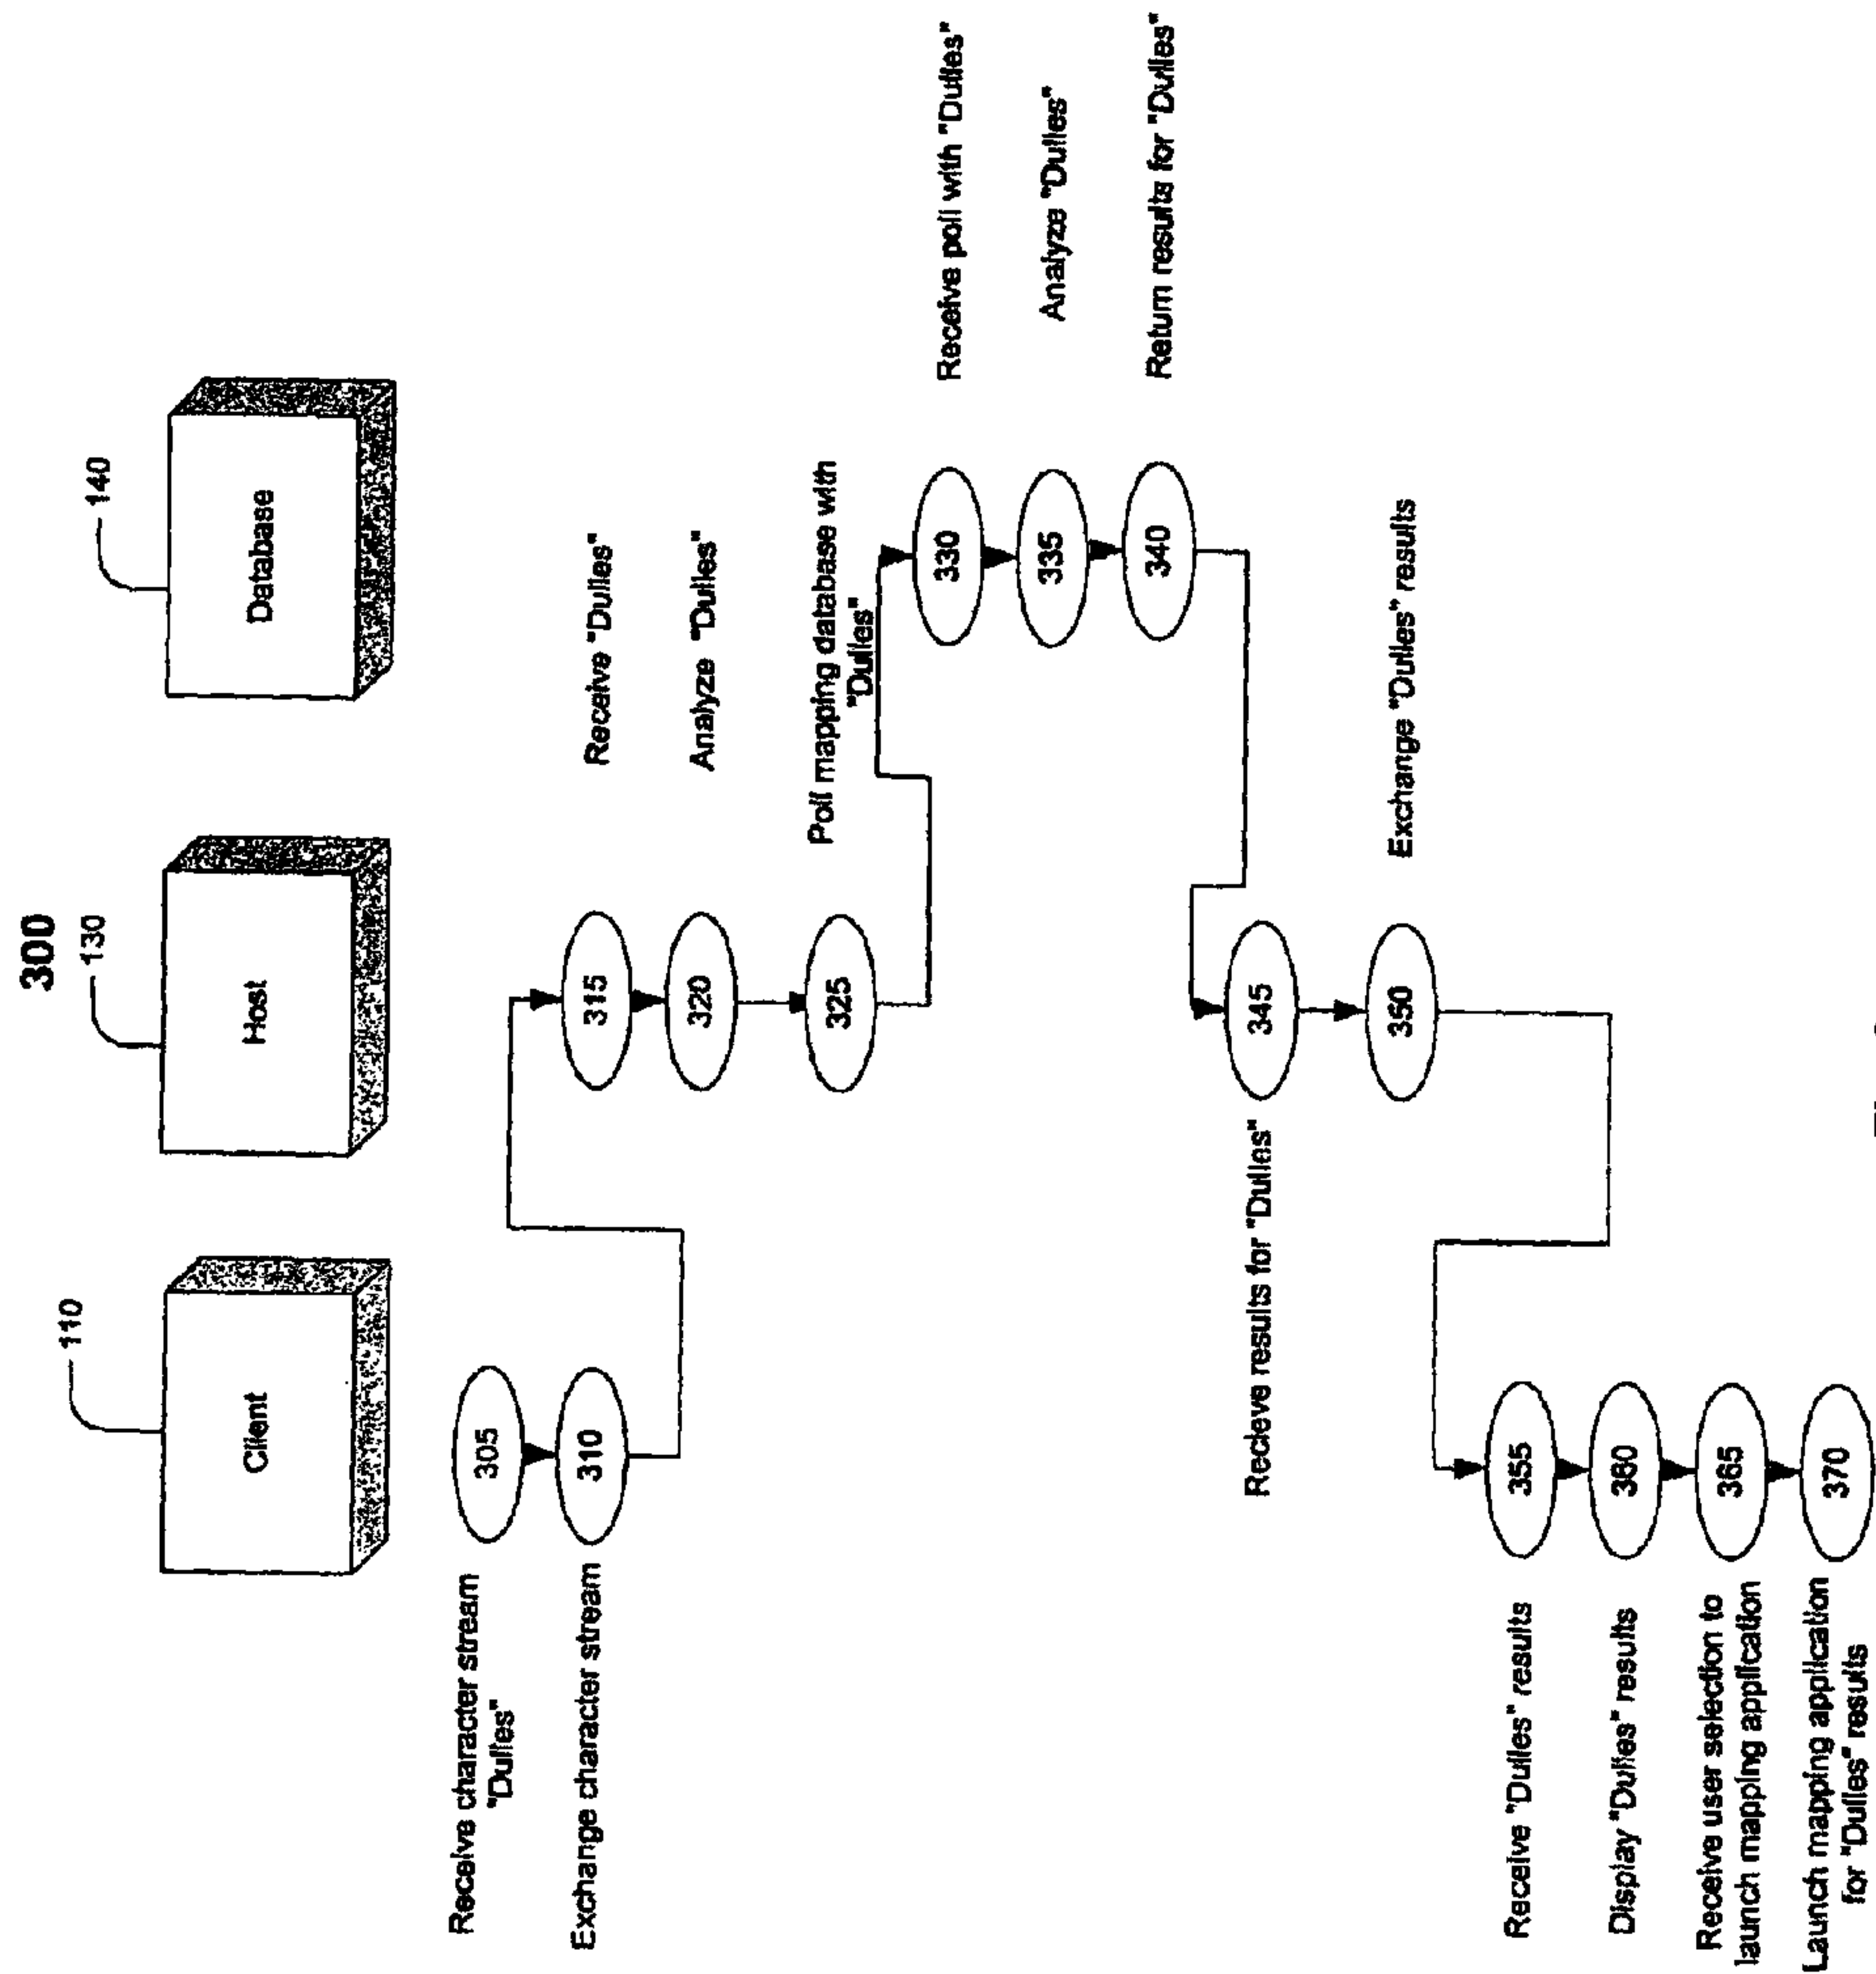 300
110
130
140
Client
Host
Database
Receive character stream
"Dulles"
305
Exchange character stream
310
315
Receive "Dulles"
320
Analyze "Dulles"
325
Poll mapping database with
"Dulles"
330
Receive poll with "Dulles"
335
Analyze "Dulles"
340
Return results for "Dulles"
Recieve results for "Dulles"
345
350
Exchange "Dulles" results
Receive "Dulles" results
355
Display "Dulles" results
360
Receive user selection to
launch mapping application
365
Launch mapping application
for "Dulles" results
370